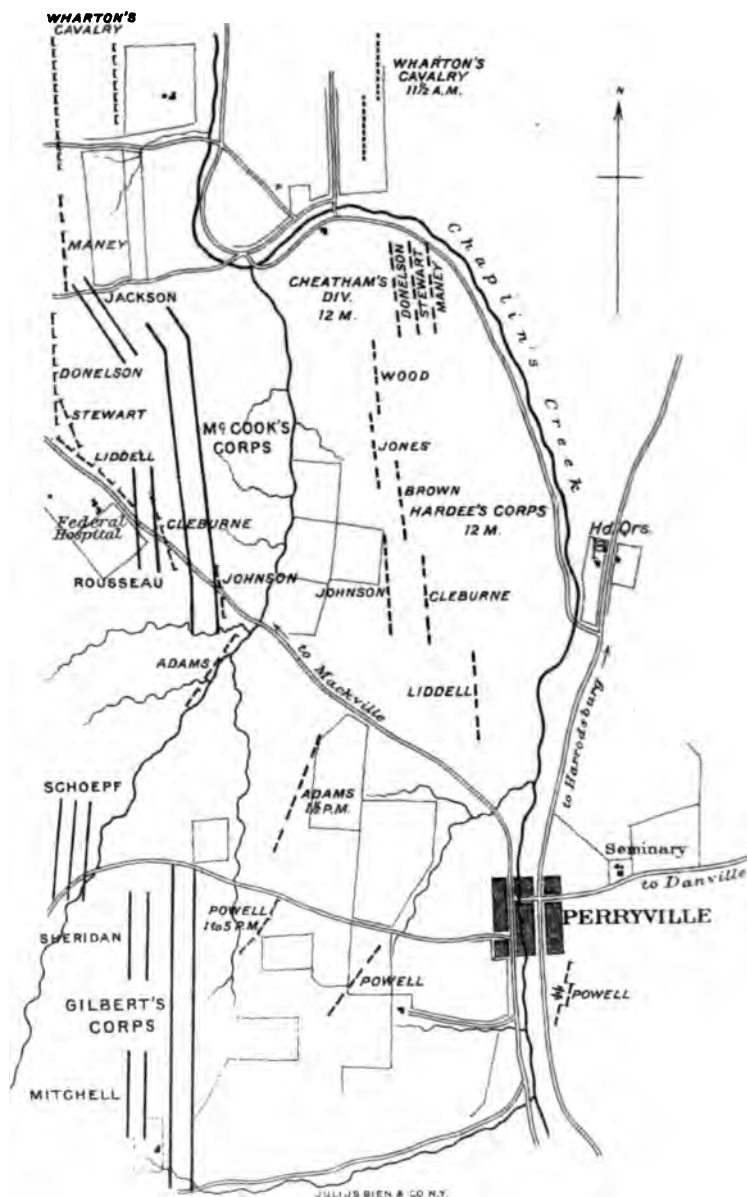 WHARTON'S
CAVALRY
WHARTON'S
CAVALRY
11½ A.M.
N
MANEY
JACKSON
CHEATHAM'S
DIV.
12 M.
DONELSON
STEWART
MANEY
Chaplin's Creek
DONELSON
WOOD
STEWART
McCOOK'S
CORPS
JONES
LIDDELL
BROWN
HARDEE'S CORPS
12 M.
Federal
Hospital
CLEBURNE
Hd.Qrs.
ROUSSEAU
JOHNSON
JOHNSON
CLEBURNE
ADAMS
to Mackville
LIDDELL
to Harrodsburg
SCHOEPF
ADAMS
1½ P.M.
Seminary
to Danville
POWELL
1 to 5 P.M.
PERRYVILLE
SHERIDAN
POWELL
POWELL
GILBERT'S
CORPS
MITCHELL
JULIUS BIEN & CO N.Y.